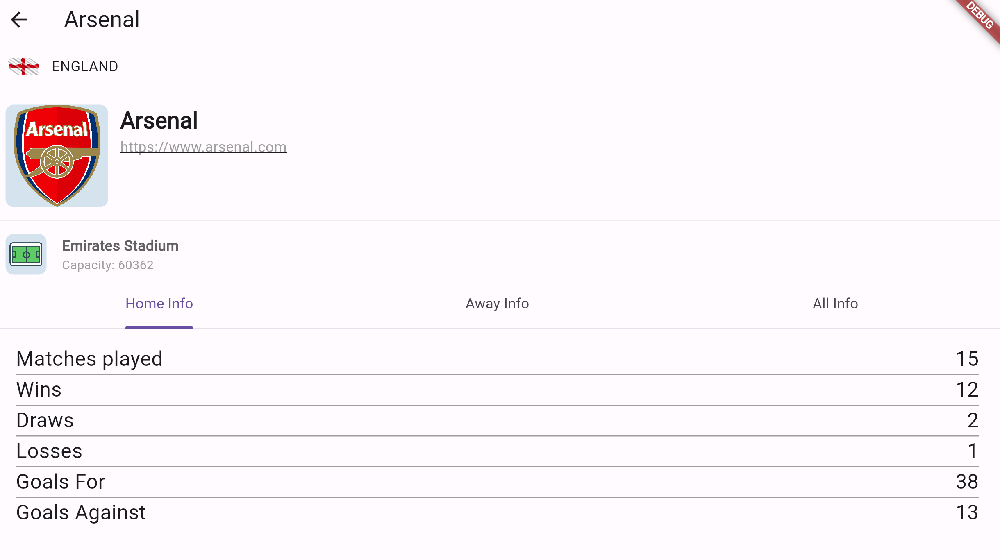 Arsenal
DEBUG
ENGLAND
Arsenal
Arsenal
https://www.arsenal.com
Emirates Stadium
Capacity: 60362
Home Info
Away Info
All Info
Matches played 15
Wins 12
Draws 2
Losses 1
Goals For 38
Goals Against 13